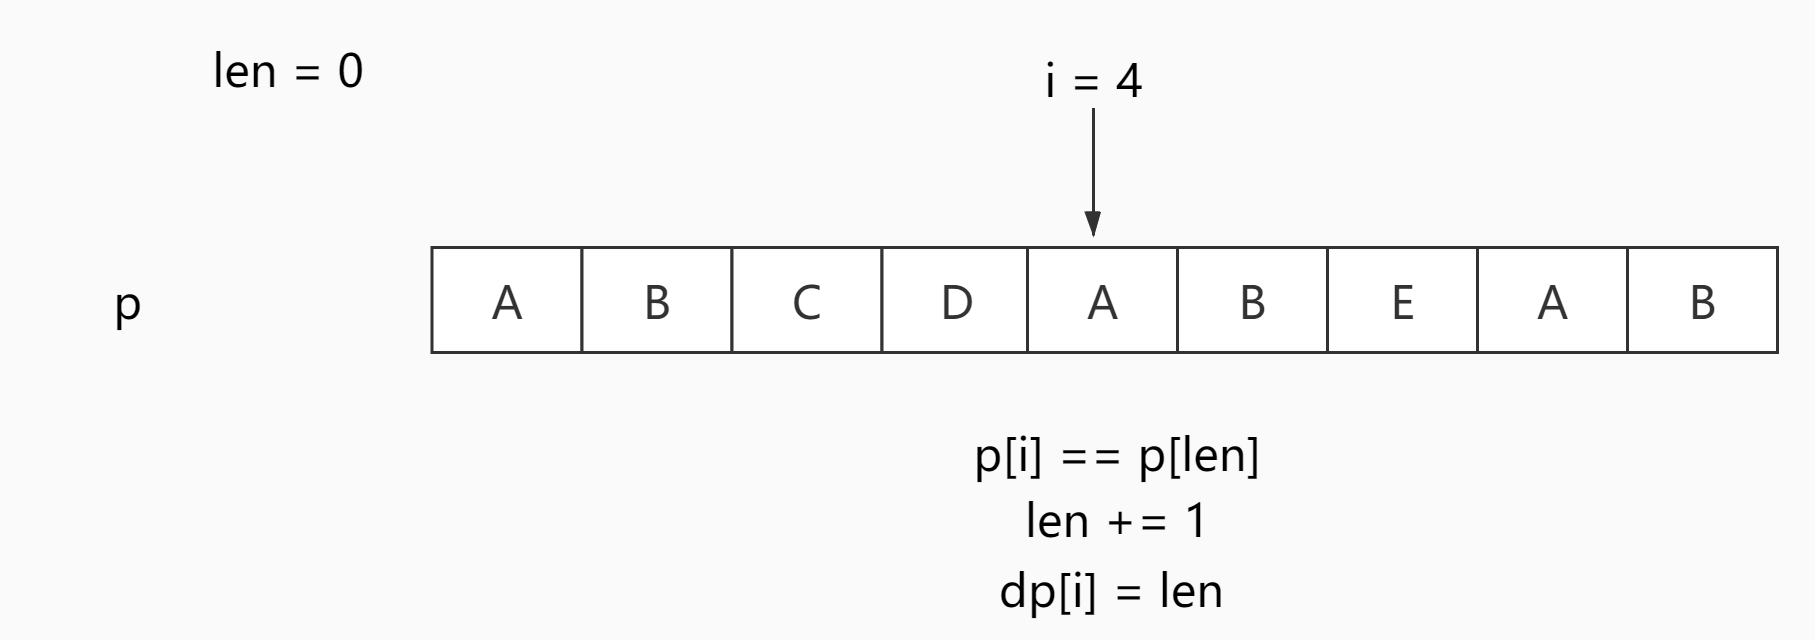 len = 0
i = 4
p
A B C D A B E A B
p[i] == p[len]
len += 1
dp[i] = len